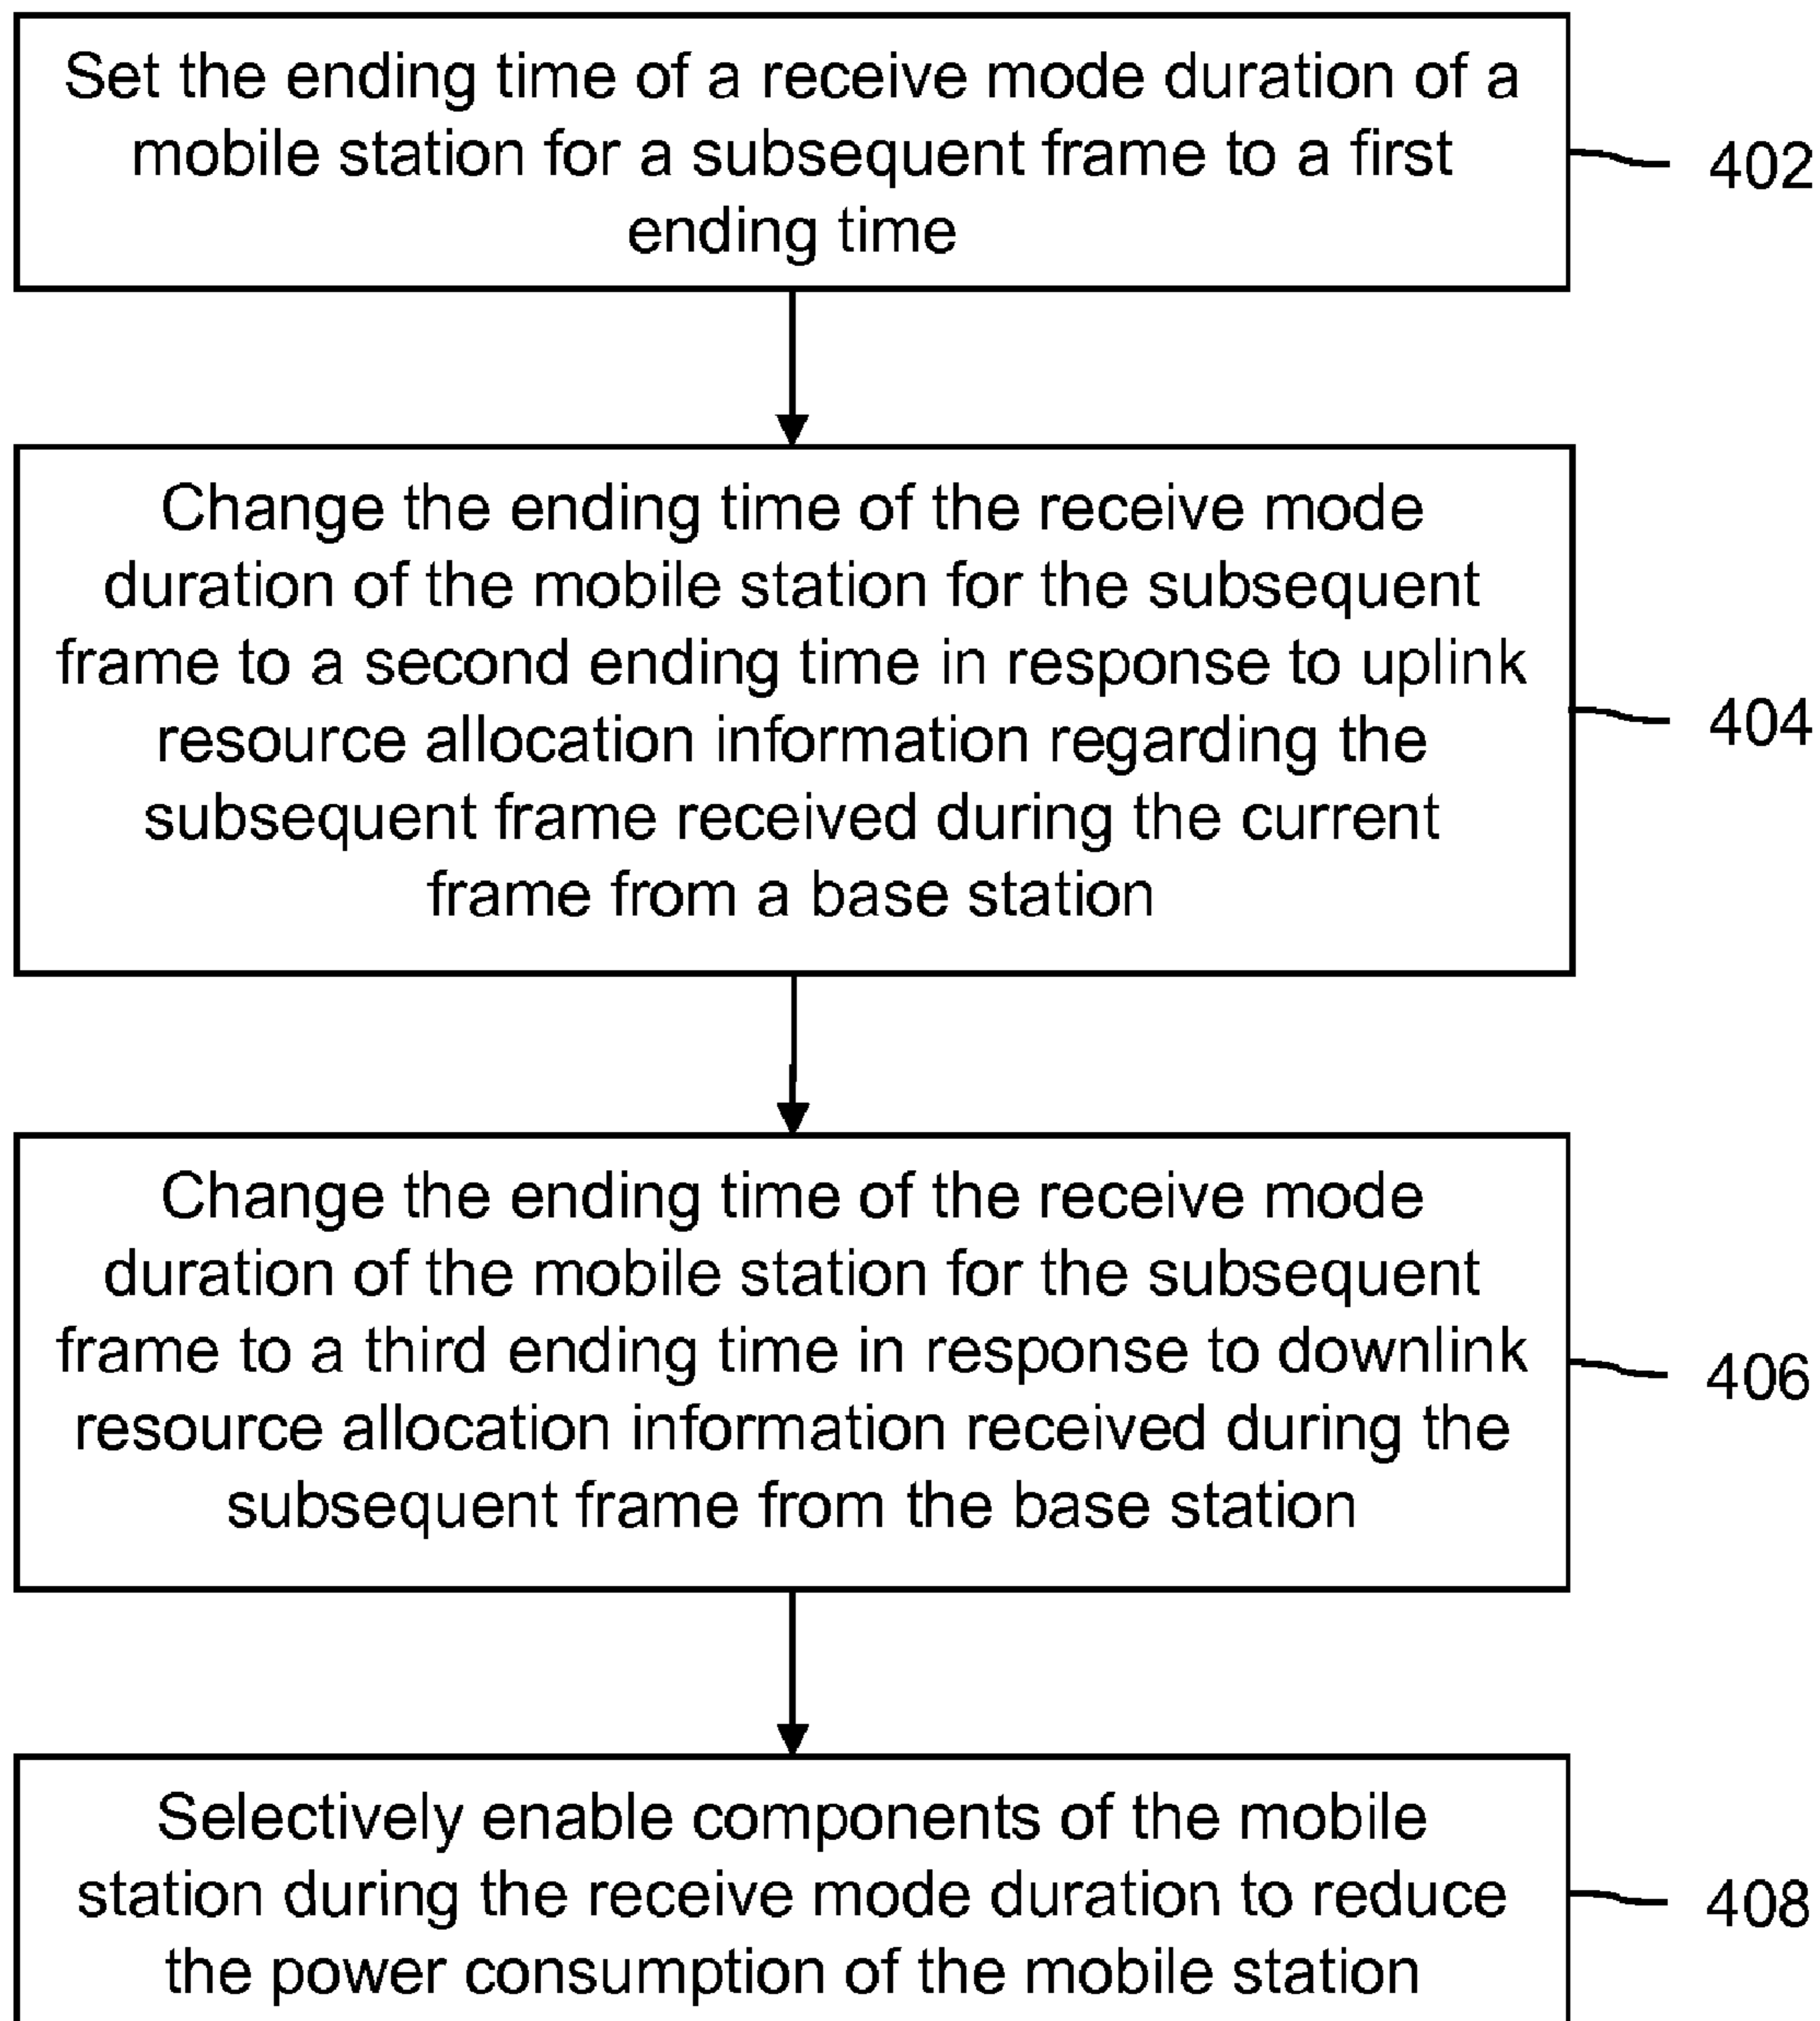 Set the ending time of a receive mode duration of a
mobile station for a subsequent frame to a first
ending time
402
Change the ending time of the receive mode
duration of the mobile station for the subsequent
frame to a second ending time in response to uplink
resource allocation information regarding the
subsequent frame received during the current
frame from a base station
404
Change the ending time of the receive mode
duration of the mobile station for the subsequent
frame to a third ending time in response to downlink
resource allocation information received during the
subsequent frame from the base station
406
Selectively enable components of the mobile
station during the receive mode duration to reduce
the power consumption of the mobile station
408